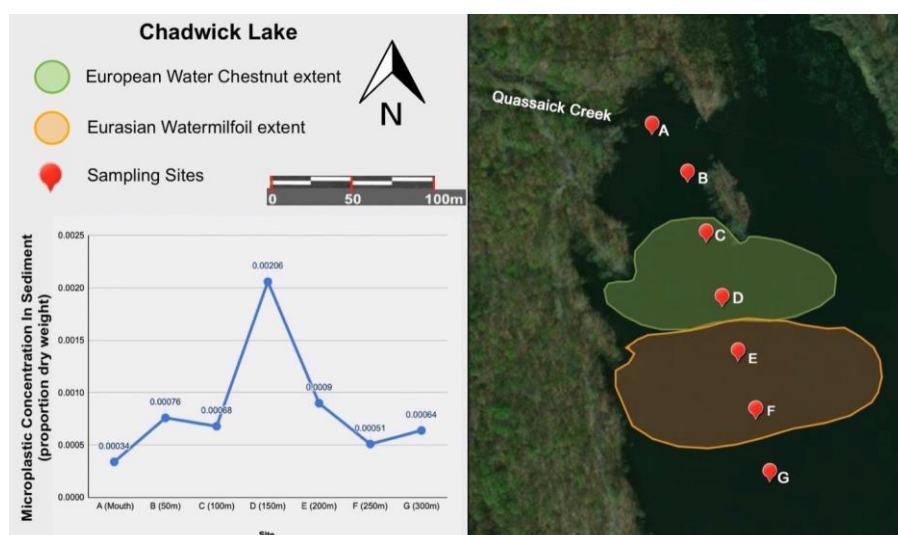 Chadwick Lake
European Water Chestnut extent
Eurasian Watermilfoil extent
Sampling Sites
N
0 50 100m
Microplastic Concentration In Sediment
(proportion dry weight)
0.0025
0.0020
0.0015
0.0010
0.0005
0.0000
0.00034
0.00076
0.00068
0.00206
0.0009
0.00051
0.00064
A (Mouth) B (50m) C (100m) D (150m) E (200m) F (250m) G (300m)
Site
Quassaick Creek
A
B
C
D
E
F
G